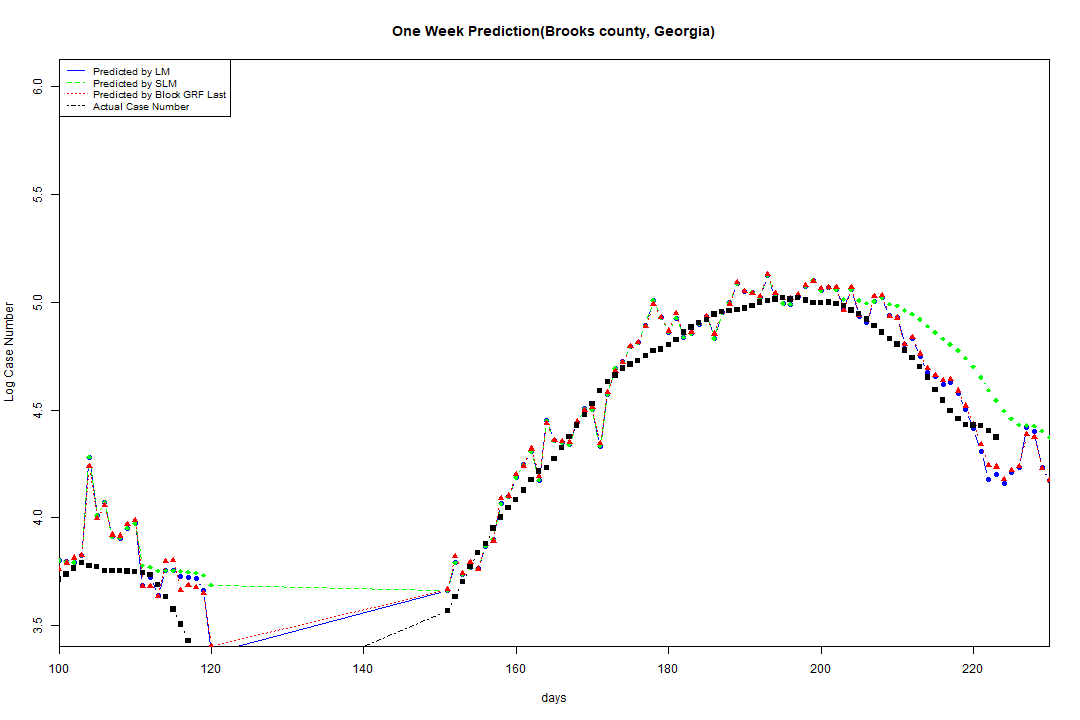 One Week Prediction(Brooks county, Georgia)
Predicted by LM
Predicted by SLM
Predicted by Block GRF Last
Actual Case Number
6.0
5.5
5.0
4.5
4.0
3.5
Log Case Number
100 120 140 160 180 200 220
days